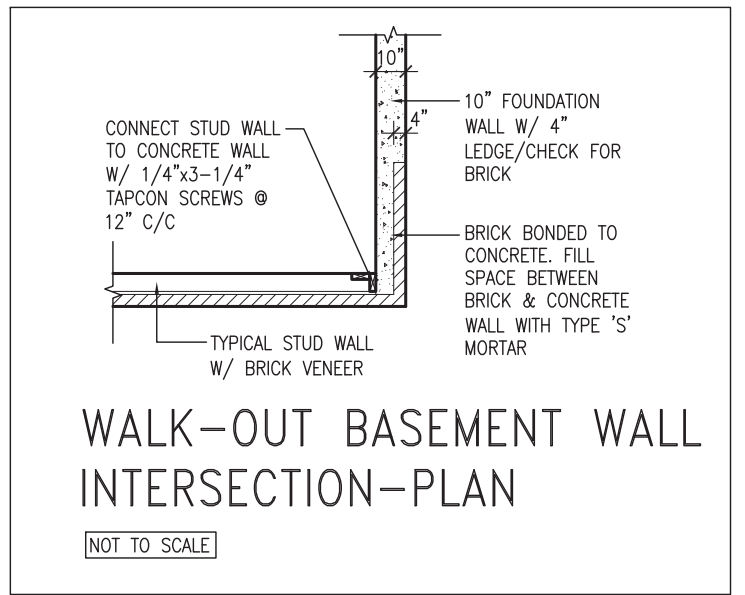 10"
10" FOUNDATION
WALL W/ 4"
LEDGE/CHECK FOR
BRICK
4"
CONNECT STUD WALL
TO CONCRETE WALL
W/ 1/4"x3-1/4"
TAPCON SCREWS @
12" C/C
BRICK BONDED TO
CONCRETE. FILL
SPACE BETWEEN
BRICK & CONCRETE
WALL WITH TYPE 'S'
MORTAR
TYPICAL STUD WALL
W/ BRICK VENEER
WALK-OUT BASEMENT WALL
INTERSECTION-PLAN
NOT TO SCALE